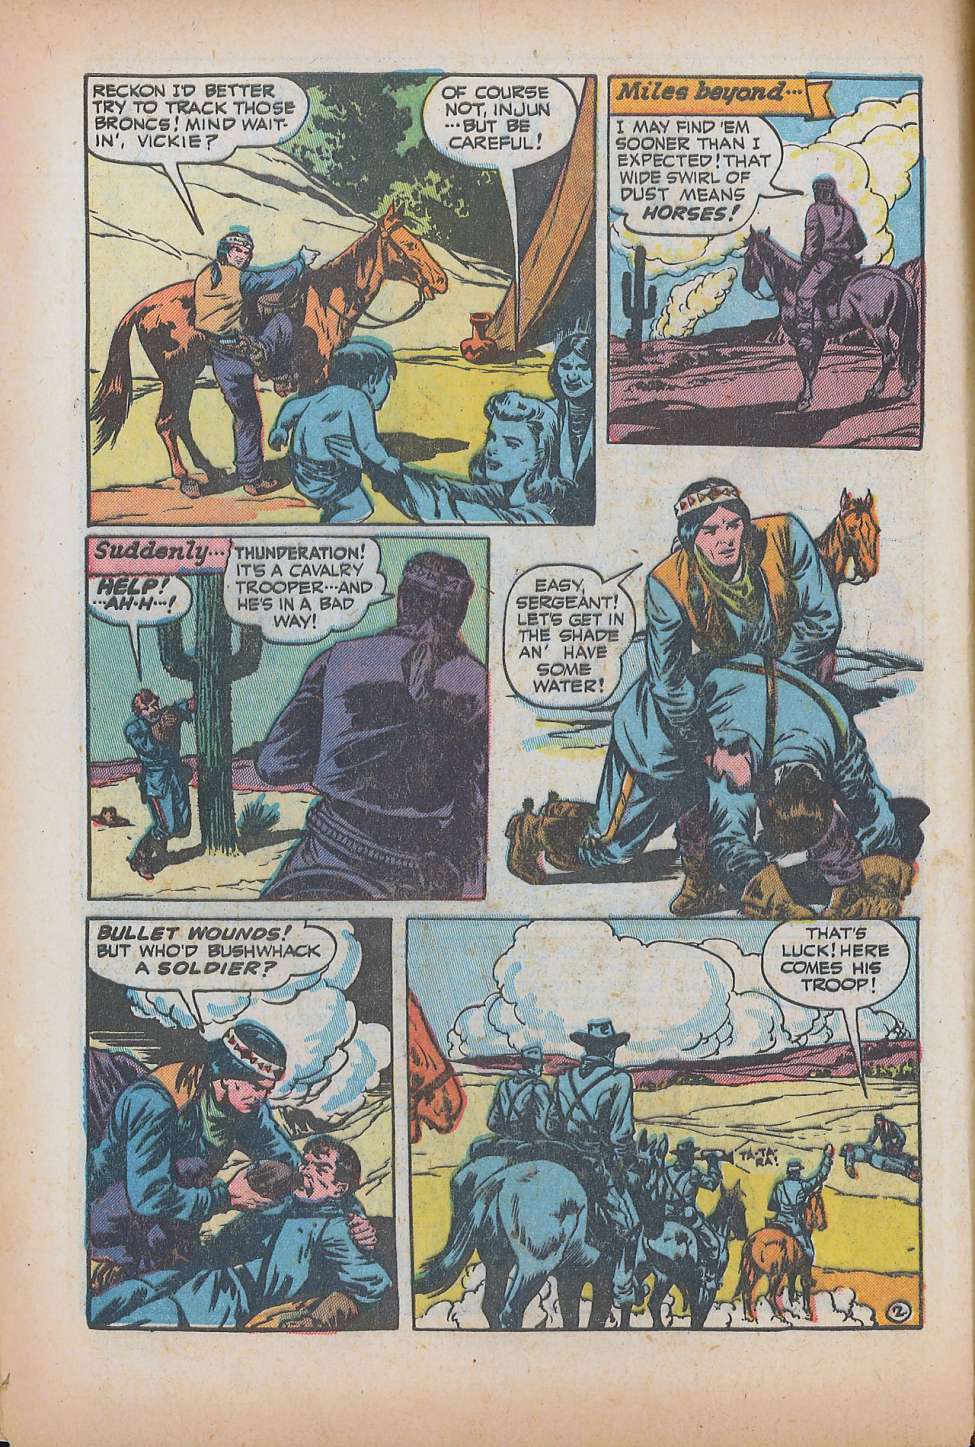 RECKON I'D BETTER
TRY TO TRACK THOSE
BRONCS! MIND WAIT-
IN', VICKIE?
OF COURSE
NOT, INJUN
...BUT BE
CAREFUL!
Miles beyond...
I MAY FIND 'EM
SOONER THAN I
EXPECTED! THAT
WIDE SWIRL OF
DUST MEANS
HORSES!
Suddenly...
HELP!
...AH-H...!
THUNDERATION!
IT'S A CAVALRY
TROOPER...AND
HE'S IN A BAD
WAY!
EASY,
SERGEANT!
LET'S GET IN
THE SHADE
AN' HAVE
SOME
WATER!
BULLET WOUNDS!
BUT WHO'D BUSHWHACK
A SOLDIER?
THAT'S
LUCK! HERE
COMES HIS
TROOP!
TA-TA-
RA!
2